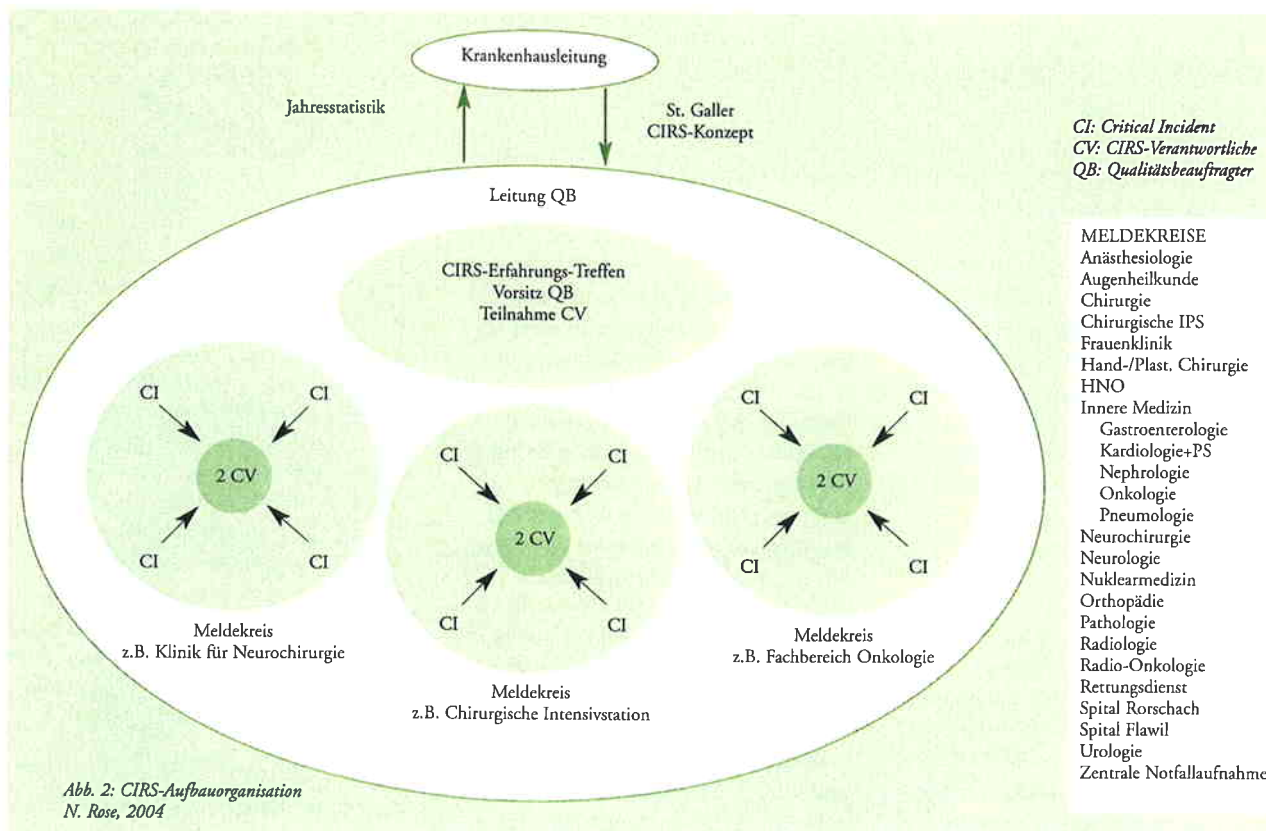 Krankenhausleitung
Jahresstatistik
St. Galler
CIRS-Konzept
CI: Critical Incident
CV: CIRS-Verantwortliche
QB: Qualitätsbeauftragter
Leitung QB
CIRS-Erfahrungs-Treffen
Vorsitz QB
Teilnahme CV
CI
CI
2 CV
CI
CI
Meldekreis
z.B. Klinik für Neurochirurgie
CI
CI
2 CV
CI
CI
Meldekreis
z.B. Chirurgische Intensivstation
CI
CI
2 CV
CI
CI
Meldekreis
z.B. Fachbereich Onkologie
MELDEKREISE
Anästhesiologie
Augenheilkunde
Chirurgie
Chirurgische IPS
Frauenklinik
Hand-/Plast. Chirurgie
HNO
Innere Medizin
Gastroenterologie
Kardiologie+PS
Nephrologie
Onkologie
Pneumologie
Neurochirurgie
Neurologie
Nuklearmedizin
Orthopädie
Pathologie
Radiologie
Radio-Onkologie
Rettungsdienst
Spital Rorschach
Spital Flawil
Urologie
Zentrale Notfallaufnahme
Abb. 2: CIRS-Aufbauorganisation
N. Rose, 2004